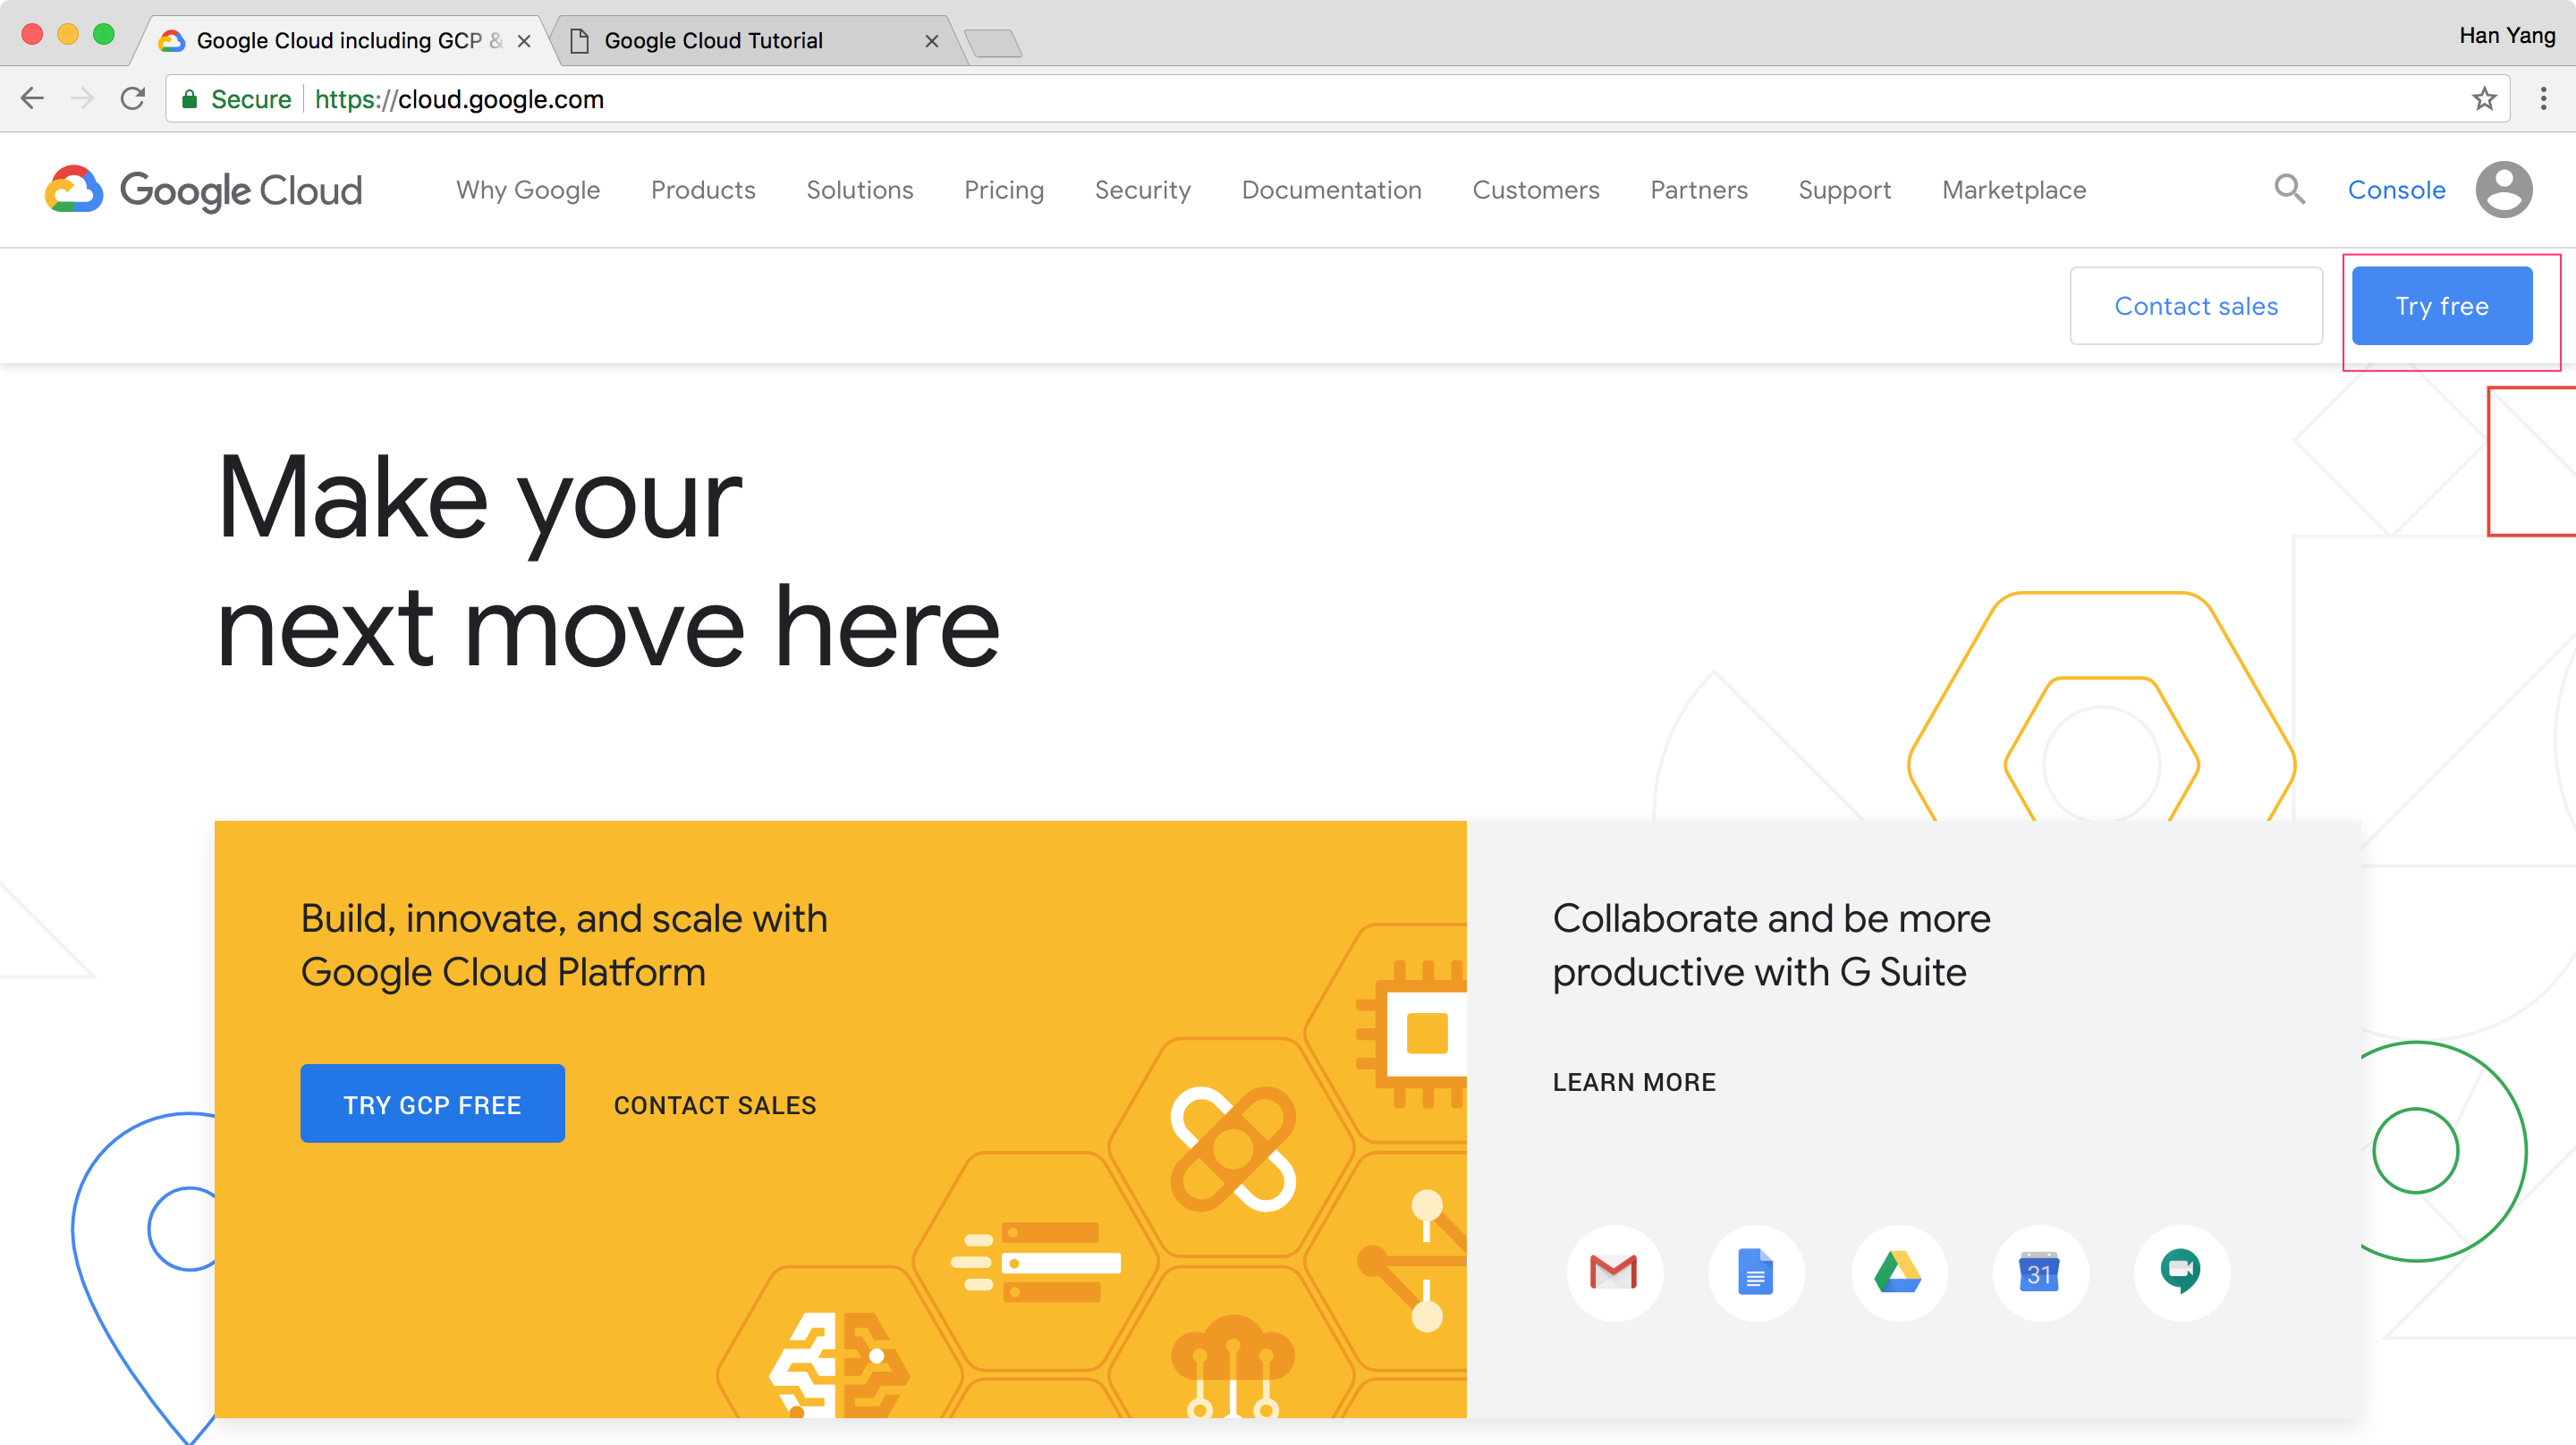 Google Cloud including GCP &
Google Cloud Tutorial
Han Yang
Secure
https://cloud.google.com
Google Cloud
Why Google
Products
Solutions
Pricing
Security
Documentation
Customers
Partners
Support
Marketplace
Console
Contact sales
Try free
Make your
next move here
Build, innovate, and scale with
Google Cloud Platform
TRY GCP FREE
CONTACT SALES
Collaborate and be more
productive with G Suite
LEARN MORE
31